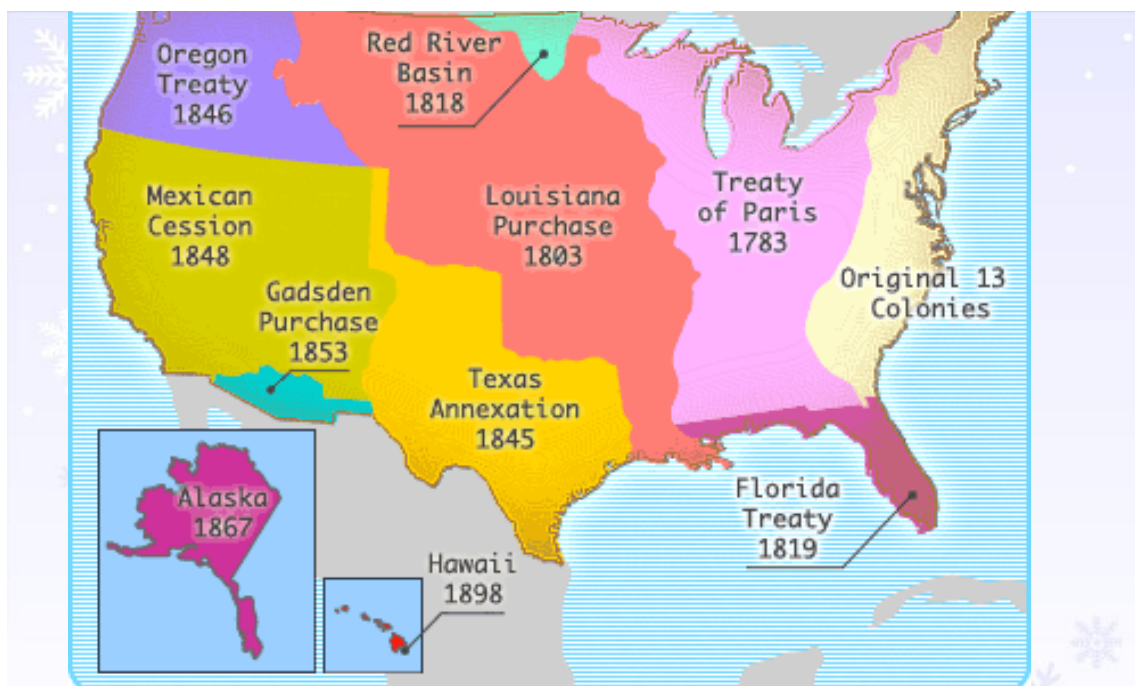 Oregon
Treaty
1846
Red River
Basin
1818
Mexican
Cession
1848
Louisiana
Purchase
1803
Treaty
of Paris
1783
Original 13
Colonies
Gadsden
Purchase
1853
Texas
Annexation
1845
Alaska
1867
Florida
Treaty
1819
Hawaii
1898